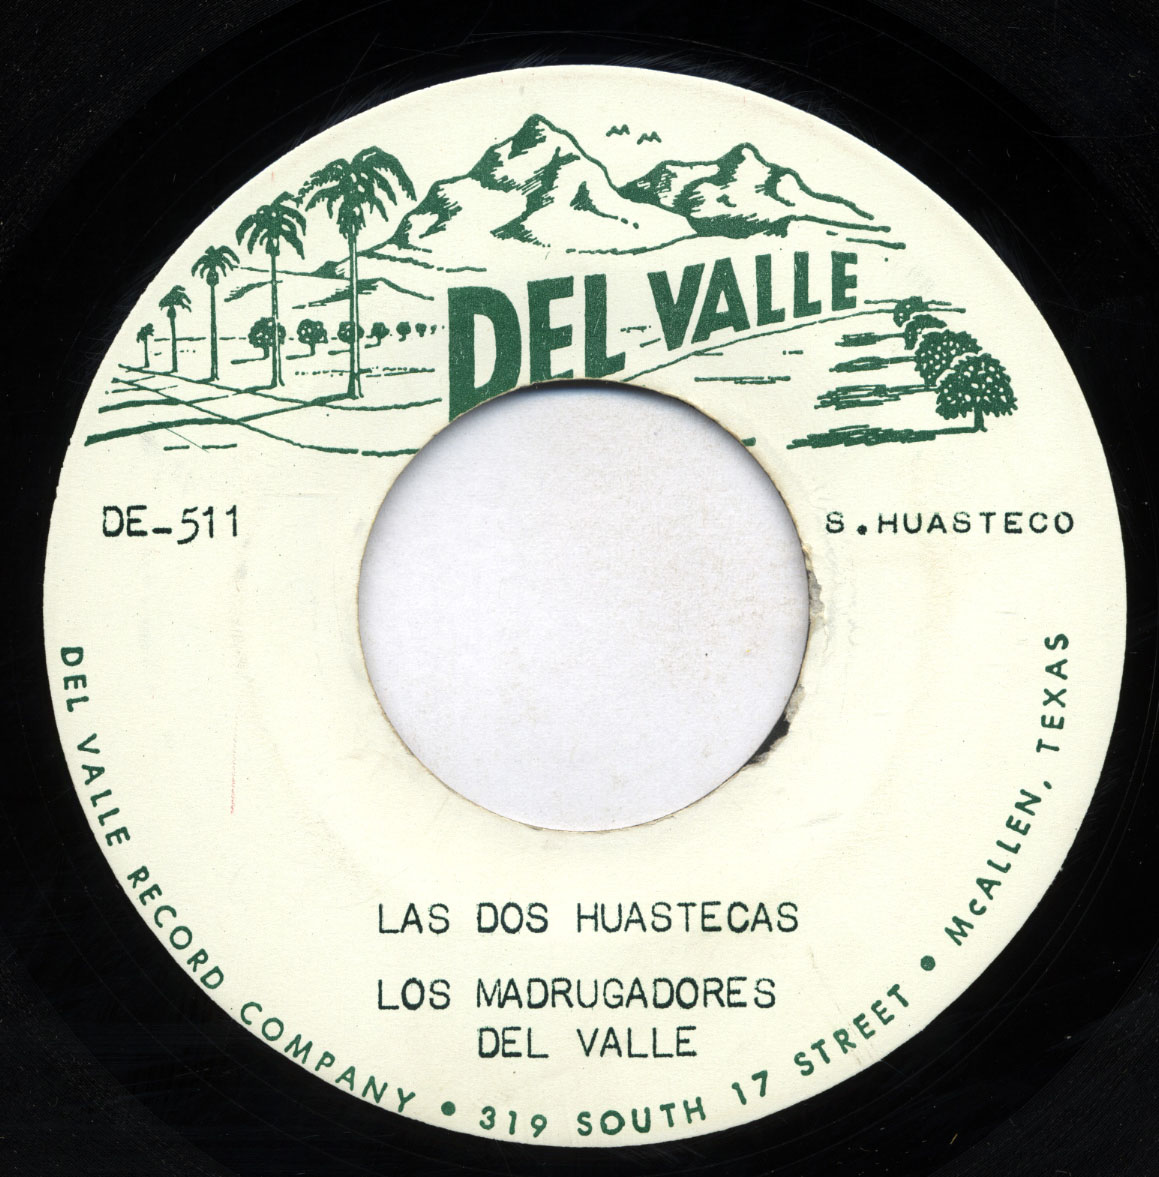 DEL VALLE
DE-511
S. HUASTECO
LAS DOS HUASTECAS
LOS MADRUGADORES
DEL VALLE
DEL VALLE RECORD COMPANY • 319 SOUTH 17 STREET • McALLEN, TEXAS